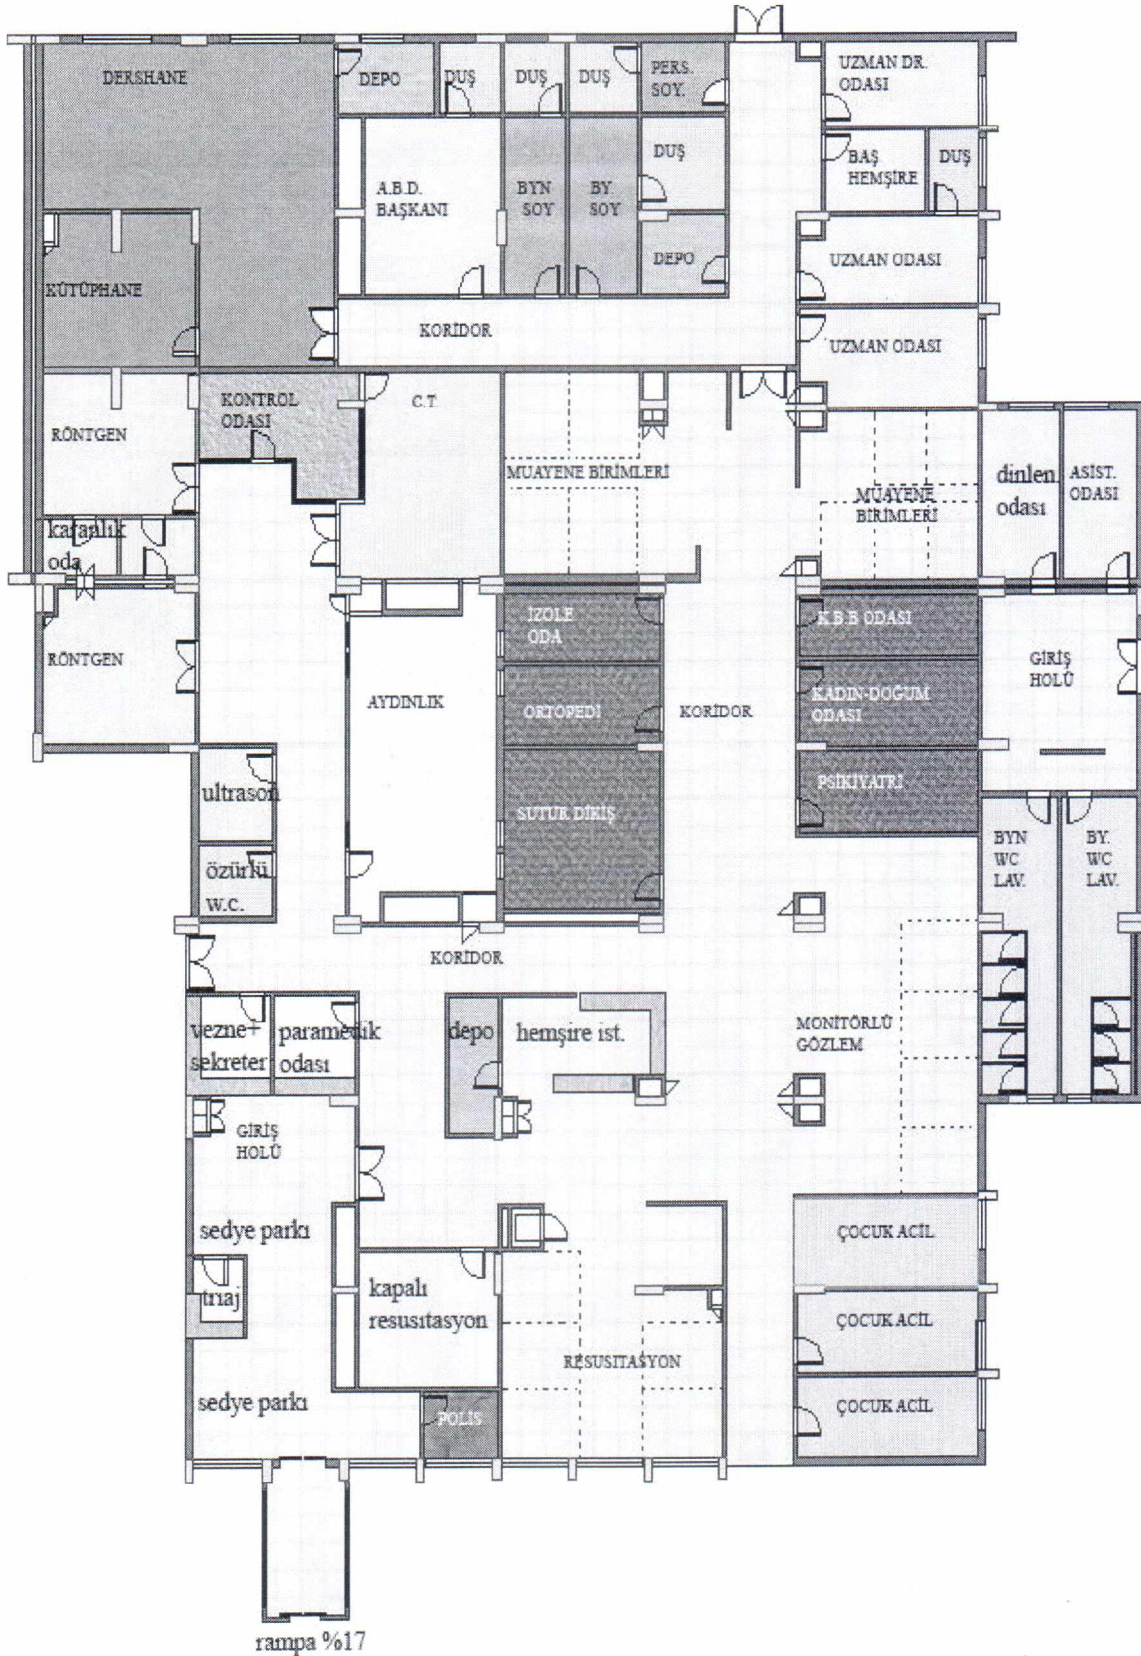 DERSHANE
DEPO
DUŞ
DUŞ
DUŞ
PERS.
SOY.
UZMAN DR.
ODASI
A.B.D.
BAŞKANI
BYN
SOY
BY.
SOY
DUŞ
BAŞ
HEMŞİRE
DUŞ
KÜTÜPHANE
DEPO
UZMAN ODASI
KORİDOR
UZMAN ODASI
KONTROL
ODASI
C.T.
RÖNTGEN
MUAYENE BİRİMLERİ
MUAYENE
BİRİMLERİ
dinlen.
odası
ASİST.
ODASI
karanlık
oda
İZOLE
ODA
K.B.B ODASI
RÖNTGEN
GİRİŞ
HOLÜ
AYDINLIK
ORTOPEDİ
KORİDOR
KADIN-DOĞUM
ODASI
ultrason
SÜTÜR DİKİŞ
PSİKİYATRİ
BYN
WC
LAV.
BY.
WC
LAV.
özürlü
W.C.
KORİDOR
vezne+
sekreter
paramedik
odası
depo
hemşire ist.
MONİTÖRLÜ
GÖZLEM
GİRİŞ
HOLÜ
sedye parkı
ÇOCUK ACİL
triaj
kapalı
resusitasyon
ÇOCUK ACİL
RESUSITASYON
sedye parkı
POLİS
ÇOCUK ACİL
rampa %17